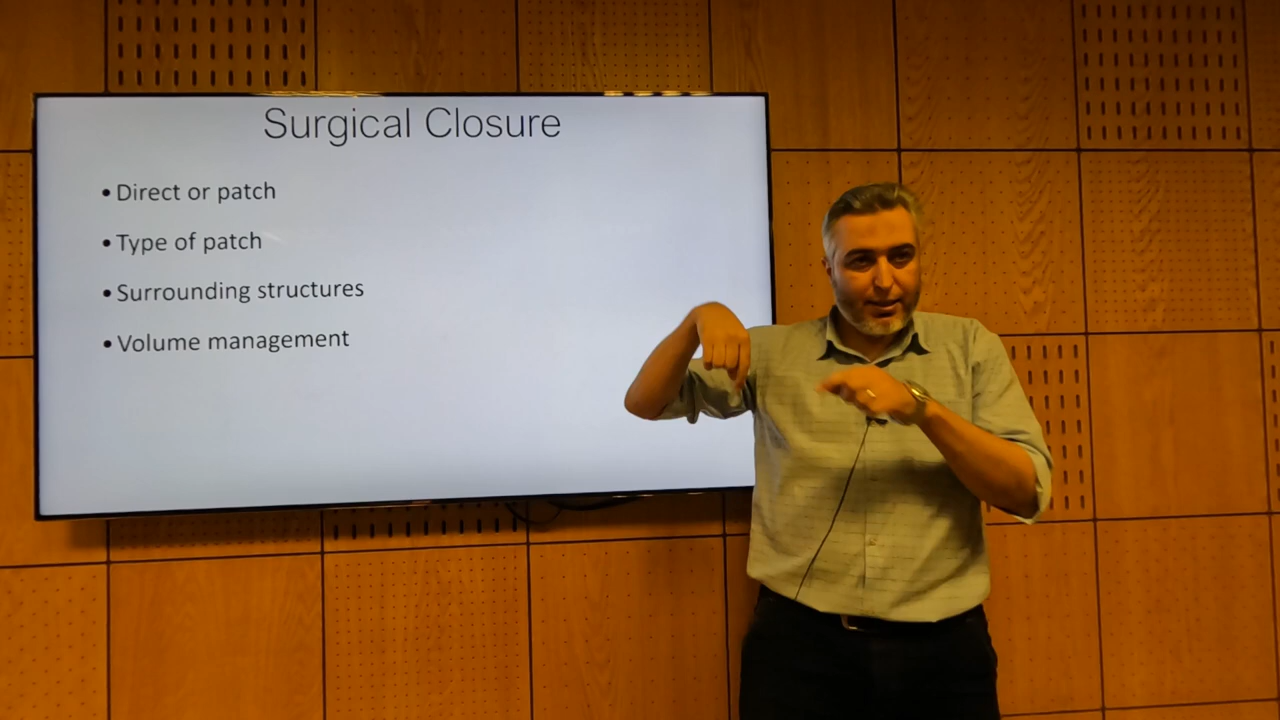 Surgical Closure
• Direct or patch
• Type of patch
• Surrounding structures
• Volume management